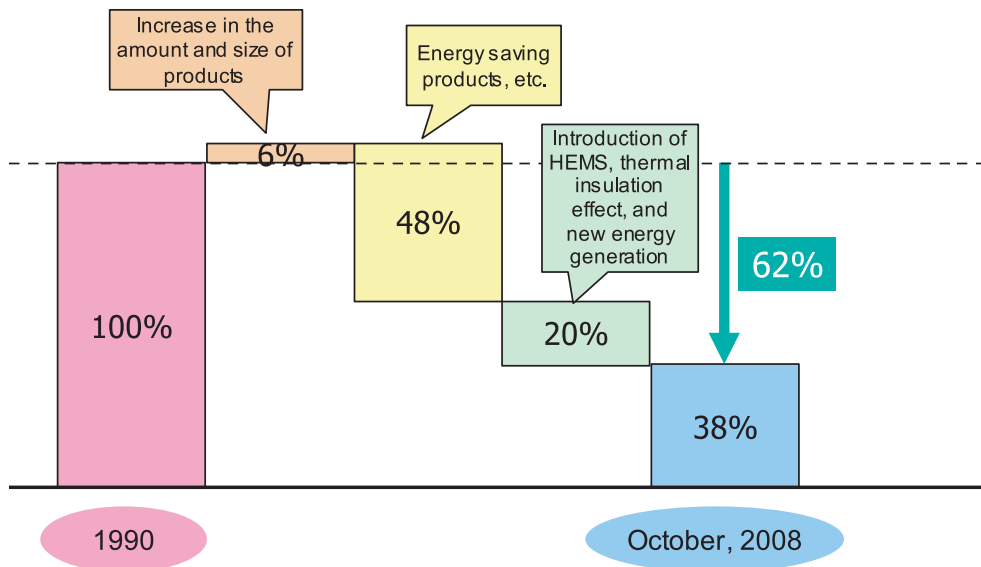 Increase in the
amount and size of
products
Energy saving
products, etc.
Introduction of
HEMS, thermal
insulation
effect, and
new energy
generation
6%
48%
62%
100%
20%
38%
1990
October, 2008